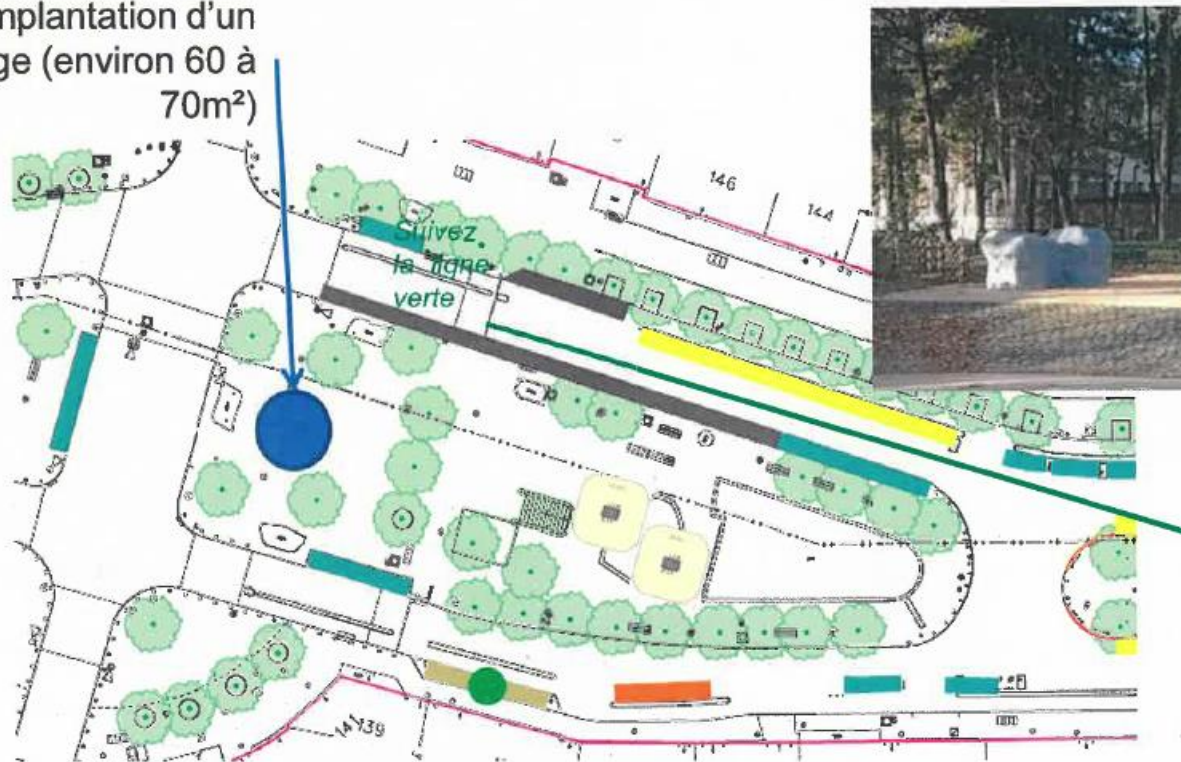 mplantation d'un
ge (environ 60 à
70m²)
Suivez
la ligne
verte
146
144
139